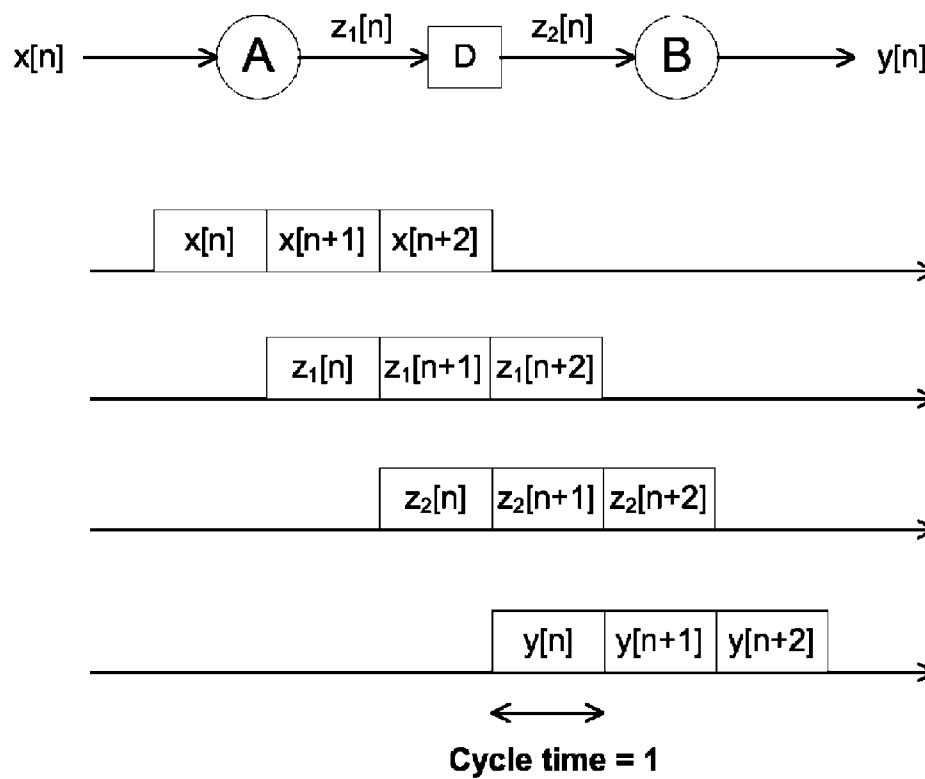 x[n] A z₁[n] D z₂[n] B y[n]
x[n] x[n+1] x[n+2]
z₁[n] z₁[n+1] z₁[n+2]
z₂[n] z₂[n+1] z₂[n+2]
y[n] y[n+1] y[n+2]
Cycle time = 1